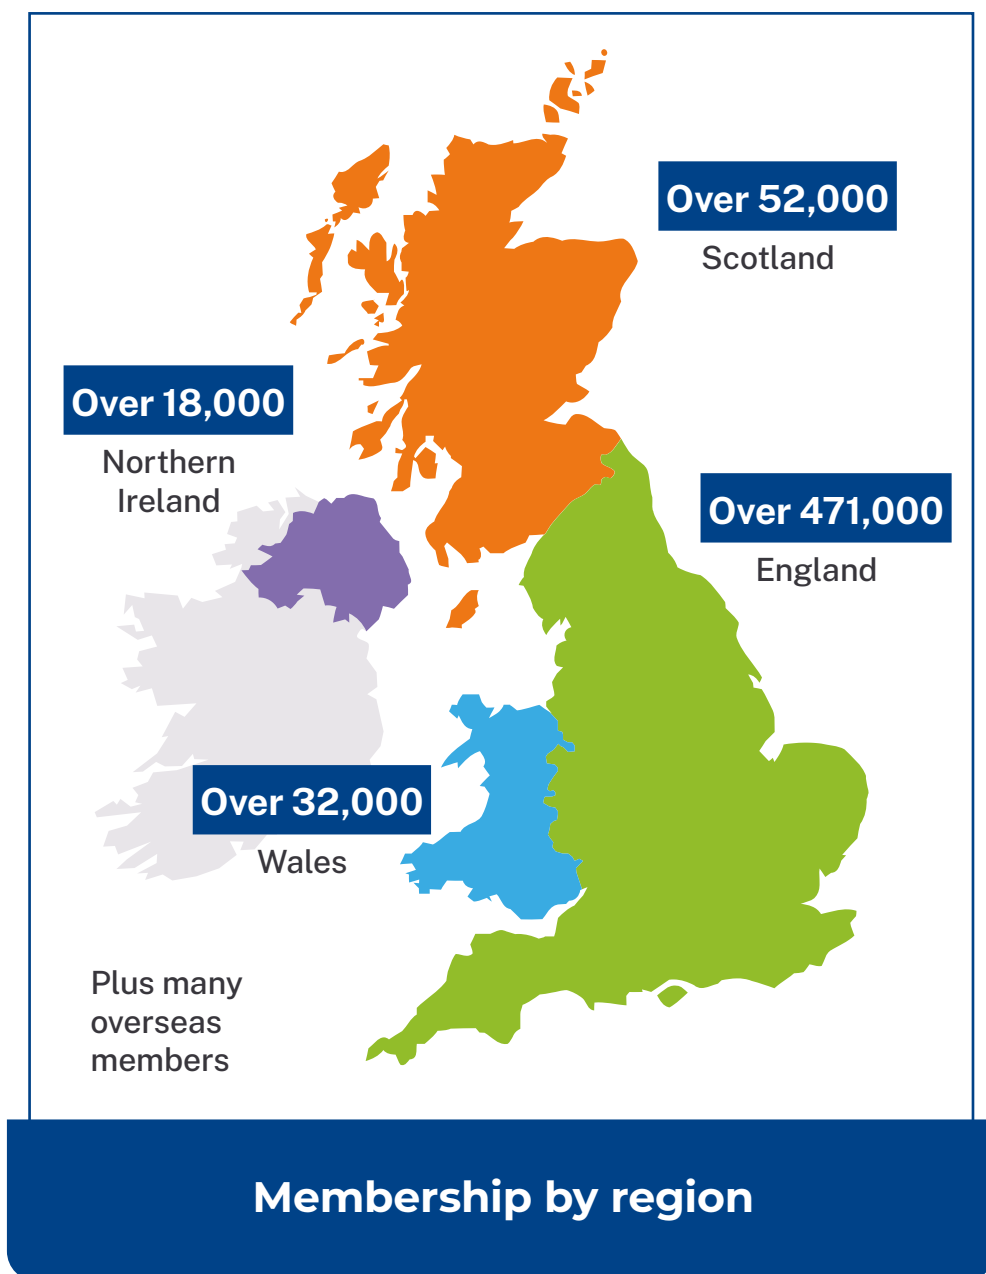 Over 52,000
Scotland
Over 18,000
Northern
Ireland
Over 471,000
England
Over 32,000
Wales
Plus many
overseas
members
Membership by region